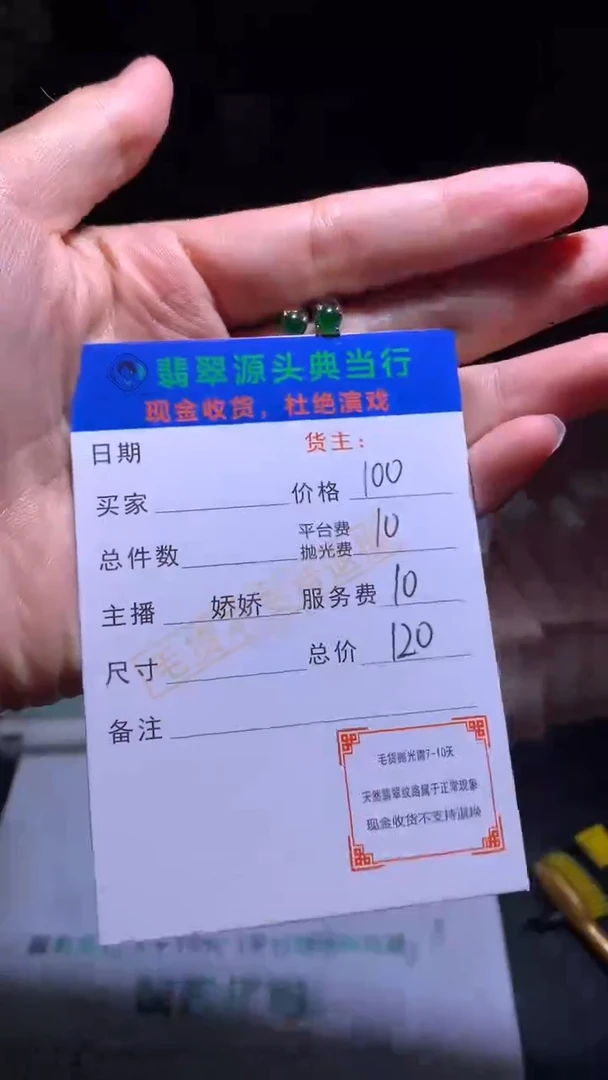 翡翠源头典当行
现金收货，杜绝演戏
日期 货主：
买家 价格 100
平台费 10
总件数 抛光费
主播 娇娇 服务费 10
尺寸 总价 120
备注
毛货抛光需7-10天
天然翡翠纹路属于正常现象
现金收货不支持退换